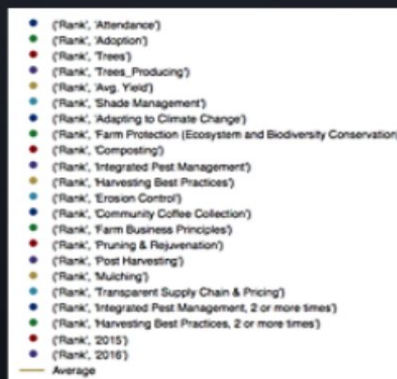 ('Rank', 'Attendance')
('Rank', 'Adoption')
('Rank', 'Trees')
('Rank', 'Trees_Producing')
('Rank', 'Avg. Yield')
('Rank', 'Shade Management')
('Rank', 'Adapting to Climate Change')
('Rank', 'Farm Protection (Ecosystem and Biodiversity Conservation)
('Rank', 'Composting')
('Rank', 'Integrated Pest Management')
('Rank', 'Harvesting Best Practices')
('Rank', 'Erosion Control')
('Rank', 'Community Coffee Collection')
('Rank', 'Farm Business Principles')
('Rank', 'Pruning & Rejuvenation')
('Rank', 'Post Harvesting')
('Rank', 'Mulching')
('Rank', 'Transparent Supply Chain & Pricing')
('Rank', 'Integrated Pest Management, 2 or more times')
('Rank', 'Harvesting Best Practices, 2 or more times')
('Rank', '2015')
('Rank', '2016')
Average